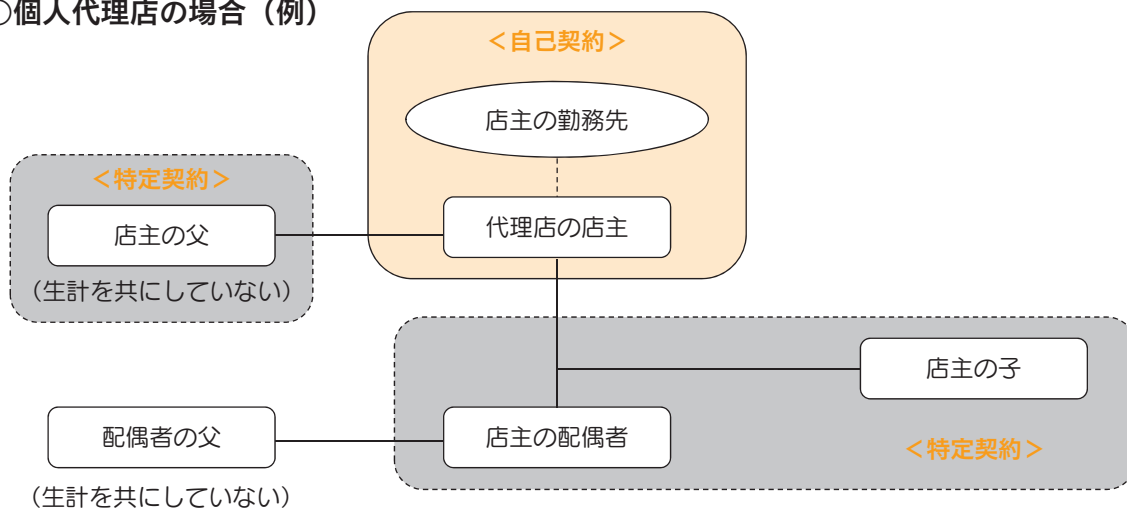 ○個人代理店の場合（例）
＜自己契約＞
店主の勤務先
代理店の店主
＜特定契約＞
店主の父
（生計を共にしていない）
店主の子
店主の配偶者
＜特定契約＞
配偶者の父
（生計を共にしていない）